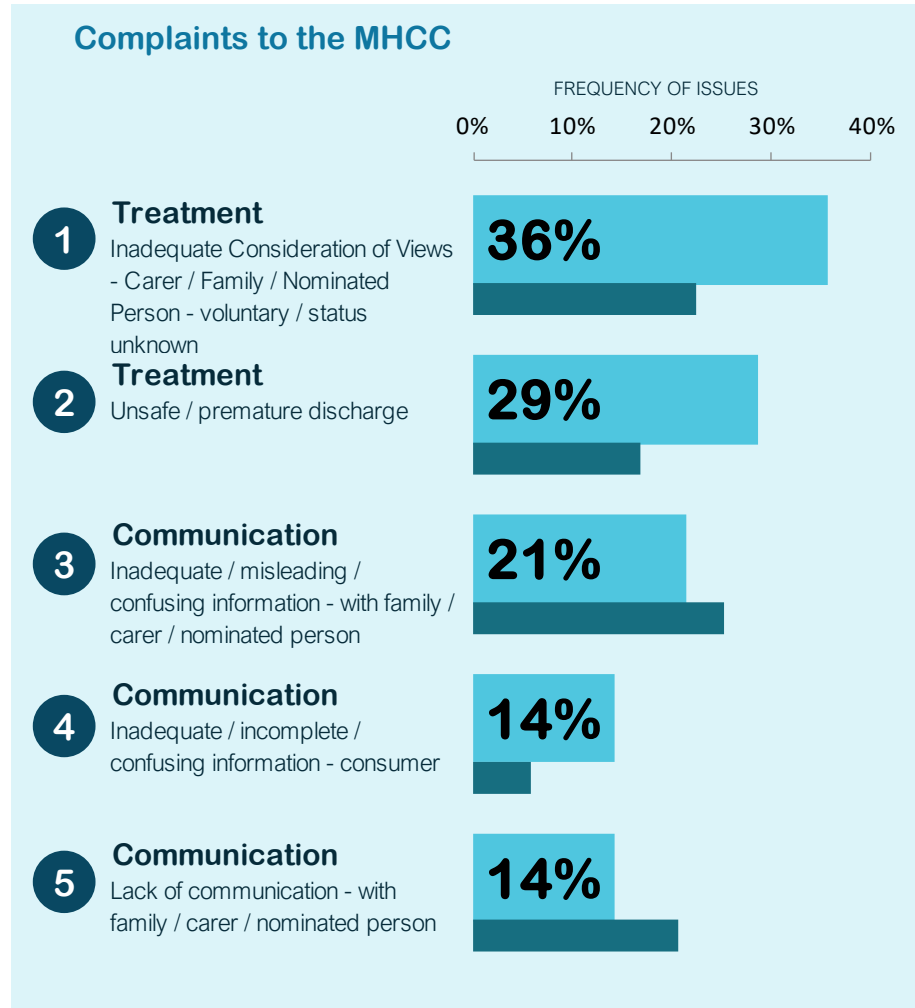 Complaints to the MHCC
FREQUENCY OF ISSUES
0% 10% 20% 30% 40%
1 Treatment 36%
Inadequate Consideration of Views
- Carer / Family / Nominated
Person - voluntary / status
unknown
2 Treatment 29%
Unsafe / premature discharge
3 Communication 21%
Inadequate / misleading /
confusing information - with family /
carer / nominated person
4 Communication 14%
Inadequate / incomplete /
confusing information - consumer
5 Communication 14%
Lack of communication - with
family / carer / nominated person